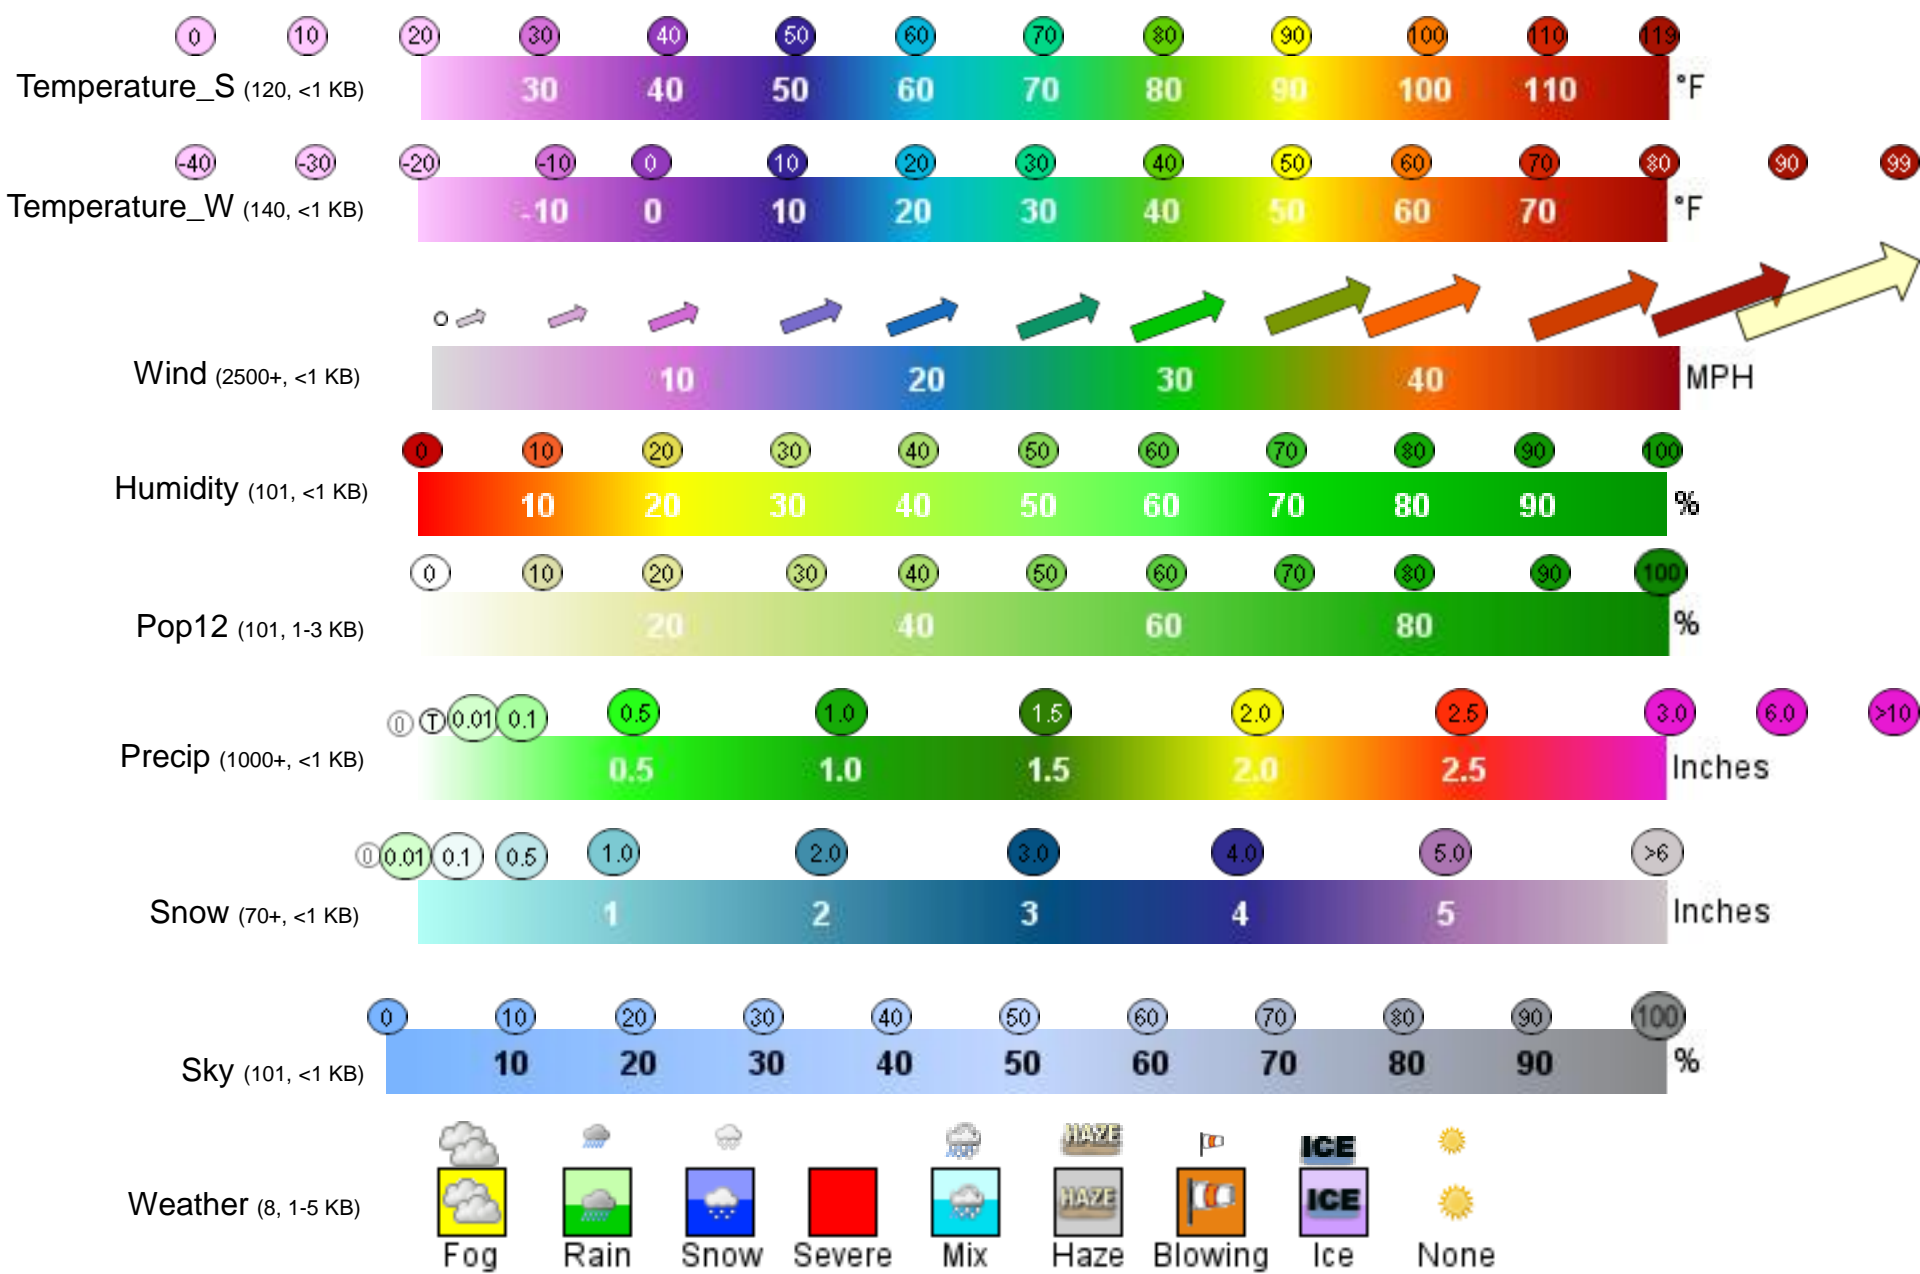 0 10 20 30 40 50 60 70 80 90 100 110 119
Temperature_S (120, <1 KB) 30 40 50 60 70 80 90 100 110 °F
-40 -30 -20 -10 0 10 20 30 40 50 60 70 80 90 99
Temperature_W (140, <1 KB) -10 0 10 20 30 40 50 60 70 °F
Wind (2500+, <1 KB) 10 20 30 40 MPH
0 10 20 30 40 50 60 70 80 90 100
Humidity (101, <1 KB) 10 20 30 40 50 60 70 80 90 %
0 10 20 30 40 50 60 70 80 90 100
Pop12 (101, 1-3 KB) 20 40 60 80 %
0 T 0.01 0.1 0.5 1.0 1.5 2.0 2.5 3.0 6.0 >10
Precip (1000+, <1 KB) 0.5 1.0 1.5 2.0 2.5 Inches
0 0.01 0.1 0.5 1.0 2.0 3.0 4.0 5.0 >6
Snow (70+, <1 KB) 1 2 3 4 5 Inches
0 10 20 30 40 50 60 70 80 90 100
Sky (101, <1 KB) 10 20 30 40 50 60 70 80 90 %
HAZE ICE
Weather (8, 1-5 KB) HAZE ICE
Fog Rain Snow Severe Mix Haze Blowing Ice None